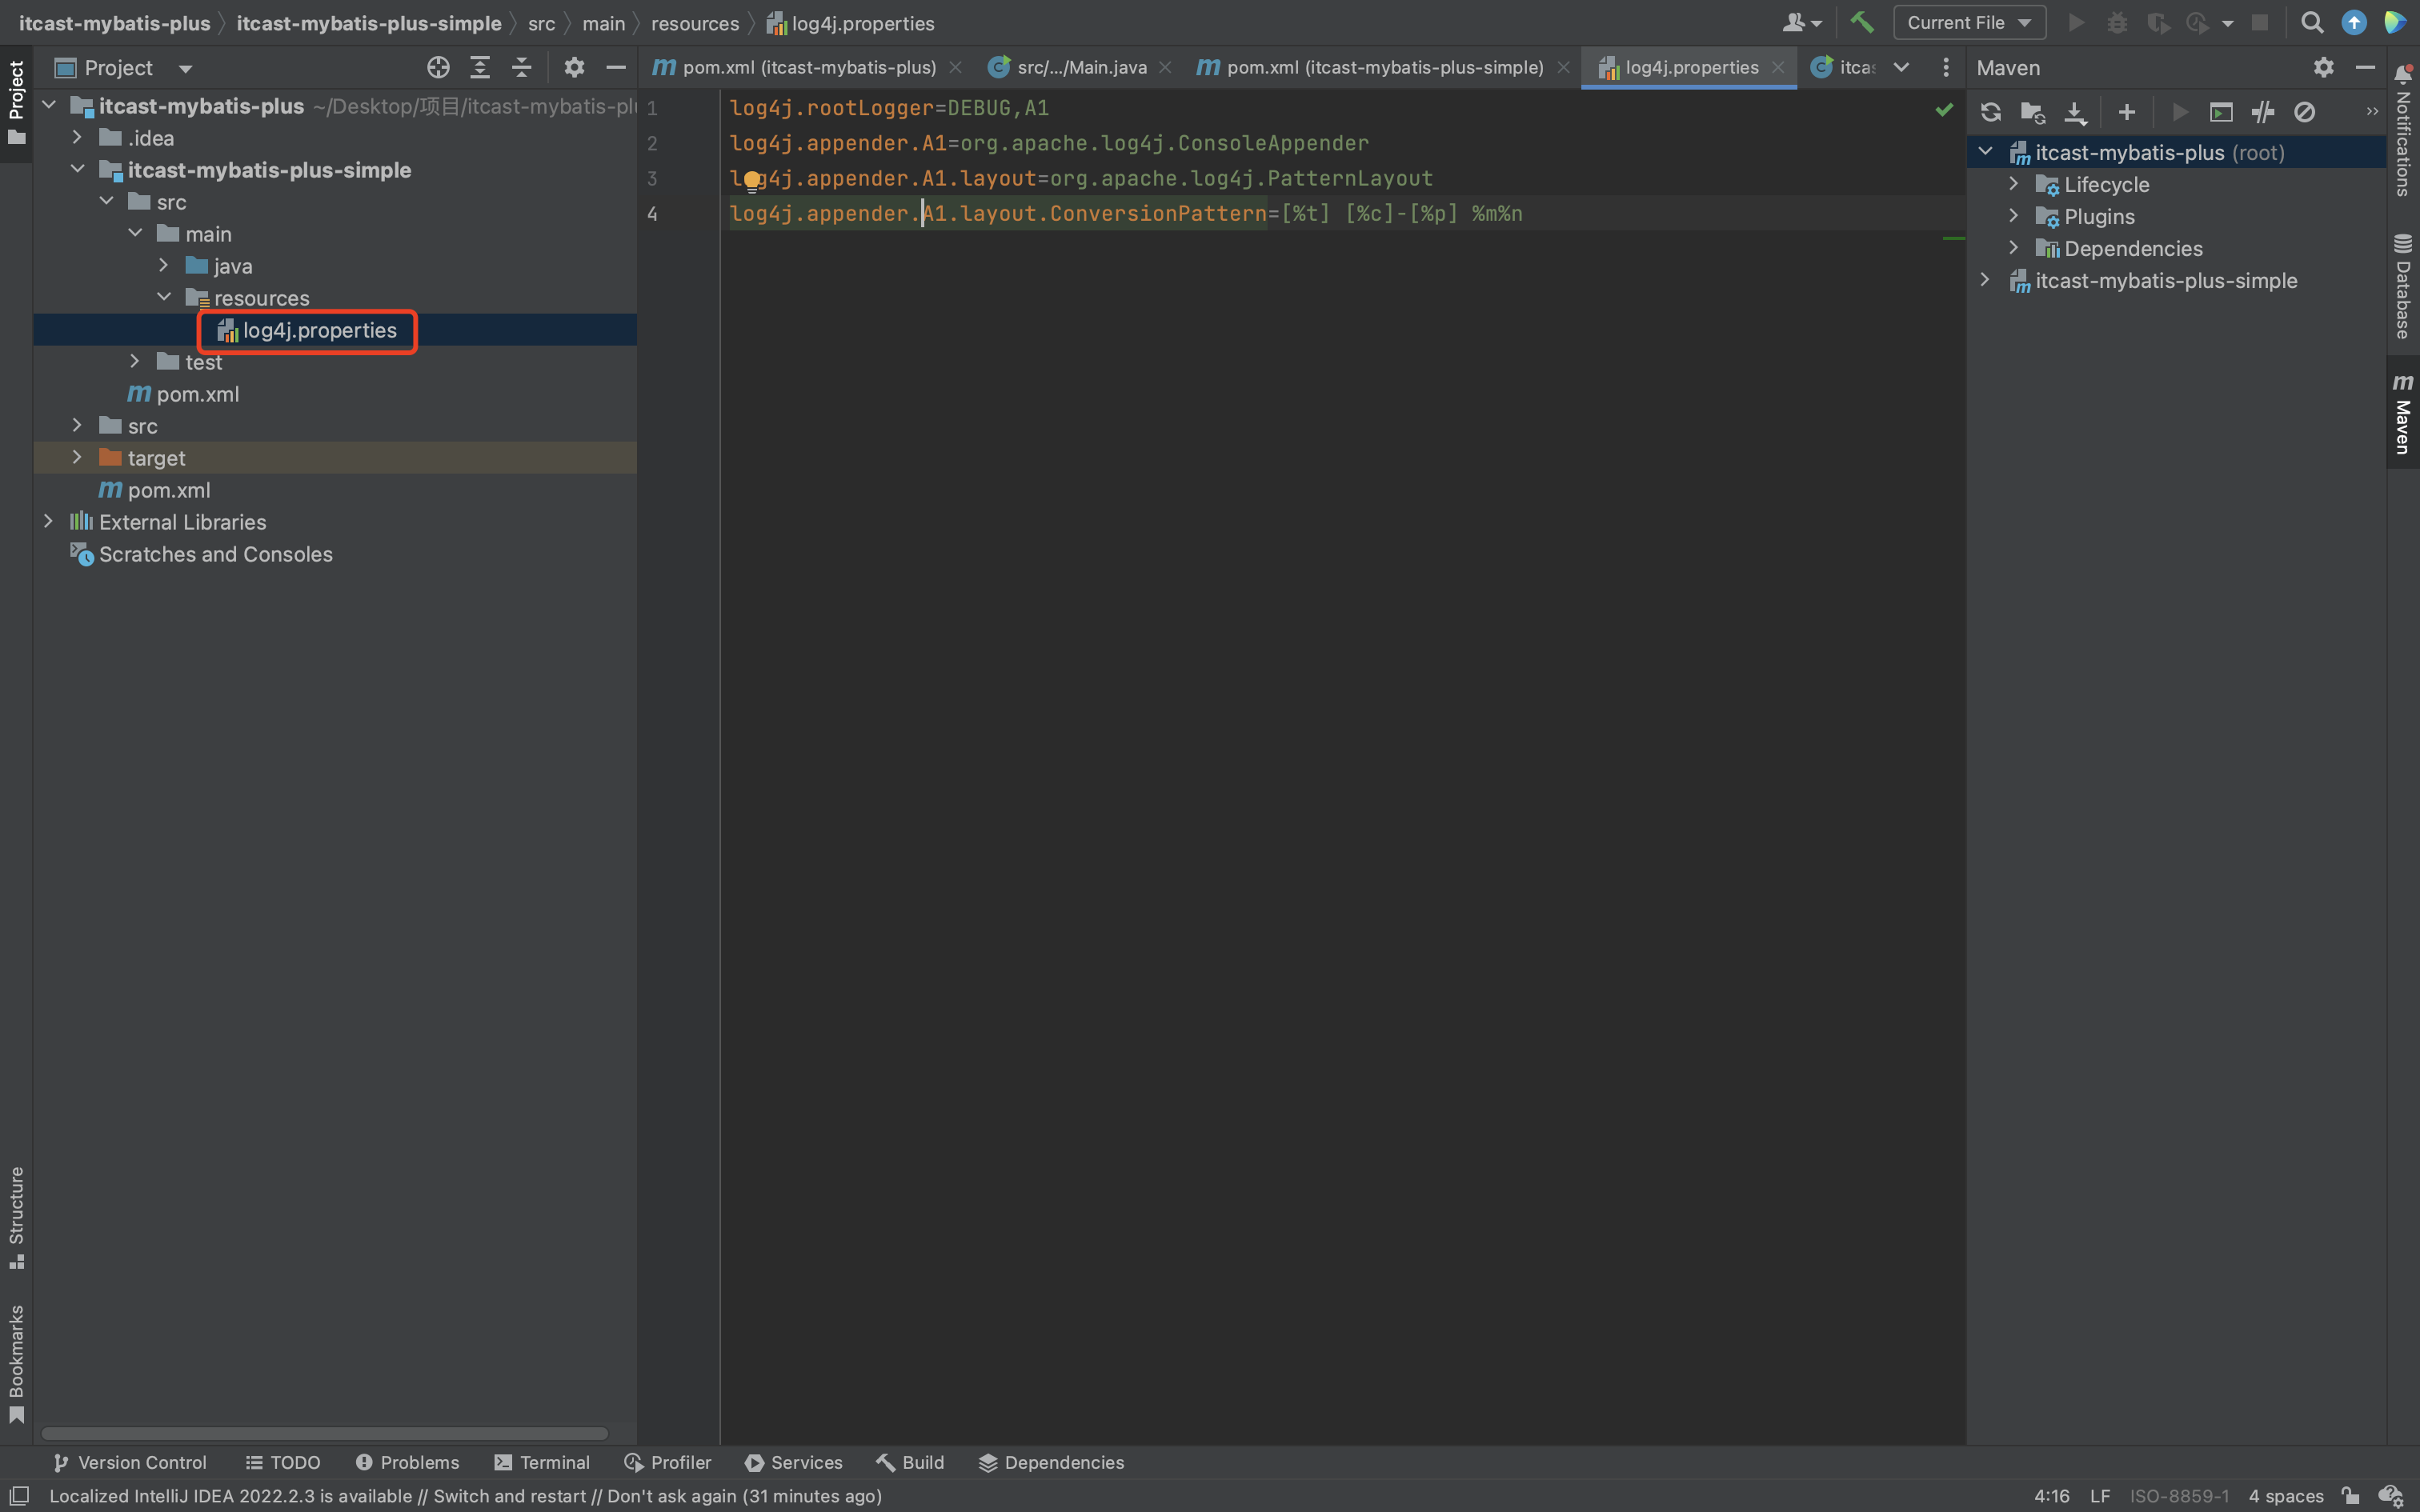 itcast-mybatis-plus itcast-mybatis-plus-simple src main resources log4j.properties
Current File
Project
pom.xml (itcast-mybatis-plus)
src/.../Main.java
pom.xml (itcast-mybatis-plus-simple)
log4j.properties
itcas
Maven
Project
itcast-mybatis-plus ~/Desktop/项目/itcast-mybatis-plu
.idea
itcast-mybatis-plus-simple
src
main
java
resources
log4j.properties
test
pom.xml
src
target
pom.xml
External Libraries
Scratches and Consoles
1 log4j.rootLogger=DEBUG,A1
2 log4j.appender.A1=org.apache.log4j.ConsoleAppender
3 log4j.appender.A1.layout=org.apache.log4j.PatternLayout
4 log4j.appender.A1.layout.ConversionPattern=[%t] [%c]-[%p] %m%n
itcast-mybatis-plus (root)
Lifecycle
Plugins
Dependencies
itcast-mybatis-plus-simple
Notifications
Database
Maven
Structure
Bookmarks
Version Control
TODO
Problems
Terminal
Profiler
Services
Build
Dependencies
Localized IntelliJ IDEA 2022.2.3 is available // Switch and restart // Don't ask again (31 minutes ago)
4:16 LF ISO-8859-1 4 spaces